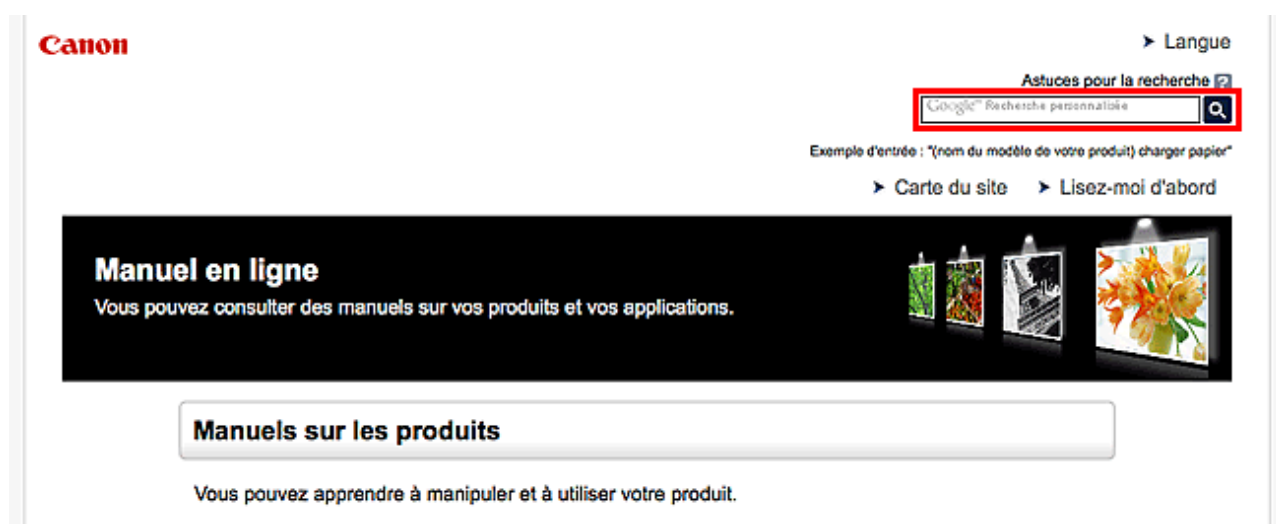 Canon
Langue
Astuces pour la recherche ?
Google™ Recherche personnalisée
Exemple d'entrée : "(nom du modèle de votre produit) charger papier"
Carte du site Lisez-moi d'abord
Manuel en ligne
Vous pouvez consulter des manuels sur vos produits et vos applications.
Manuels sur les produits
Vous pouvez apprendre à manipuler et à utiliser votre produit.